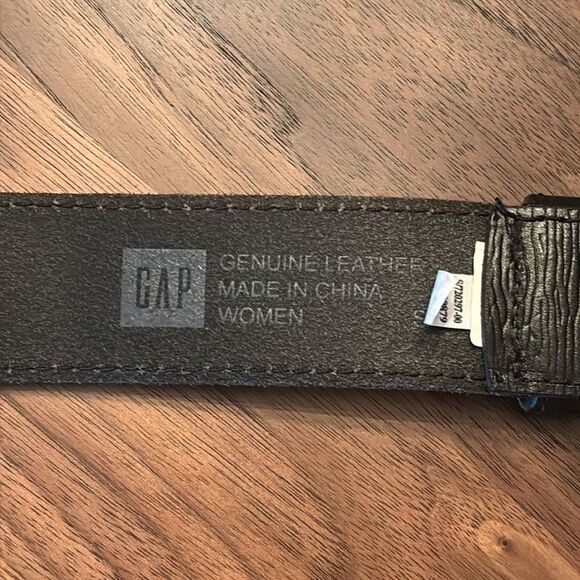 GAP
GENUINE LEATHER
MADE IN CHINA
WOMEN
S